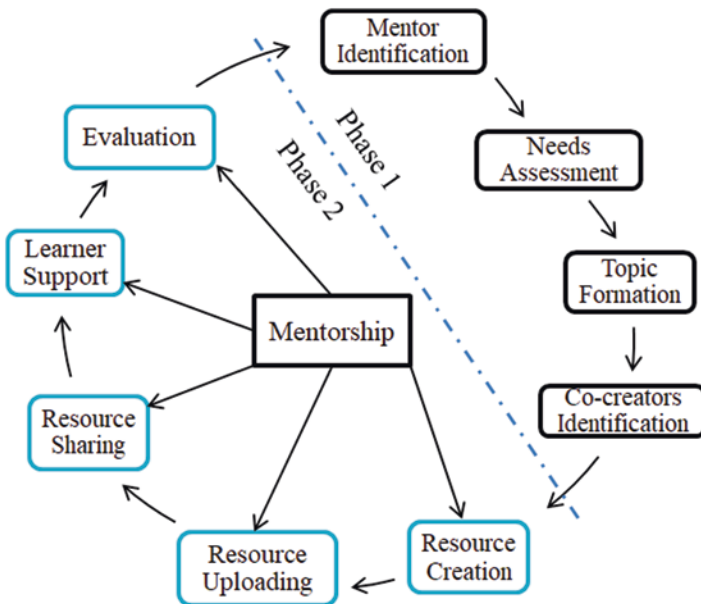 Mentor
Identification
Needs
Assessment
Topic
Formation
Co-creators
Identification
Resource
Creation
Resource
Uploading
Resource
Sharing
Learner
Support
Evaluation
Mentorship
Phase 1
Phase 2